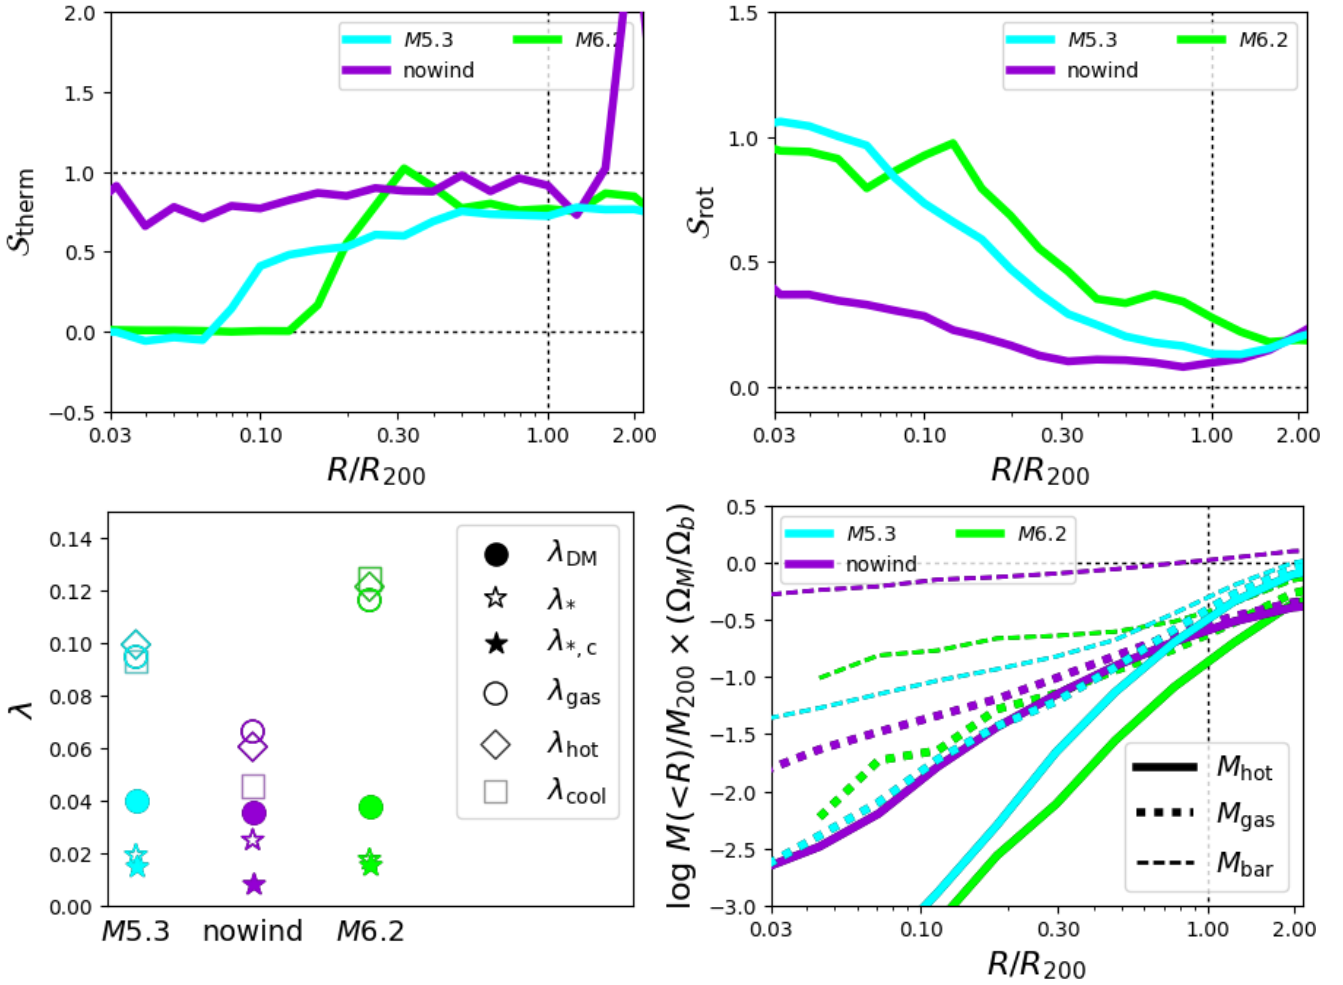 2.0
1.5
1.0
0.5
0.0
−0.5
S_therm
M5.3
M6.2
nowind
0.03
0.10
0.30
1.00
2.00
R/R_200
1.5
1.0
0.5
0.0
S_rot
M5.3
M6.2
nowind
0.03
0.10
0.30
1.00
2.00
R/R_200
0.14
0.12
0.10
0.08
0.06
0.04
0.02
0.00
λ
λ_DM
λ_*
λ_*,c
λ_gas
λ_hot
λ_cool
M5.3
nowind
M6.2
0.5
0.0
−0.5
−1.0
−1.5
−2.0
−2.5
−3.0
log M(<R)/M_200 × (Ω_M/Ω_b)
M5.3
M6.2
nowind
M_hot
M_gas
M_bar
0.03
0.10
0.30
1.00
2.00
R/R_200